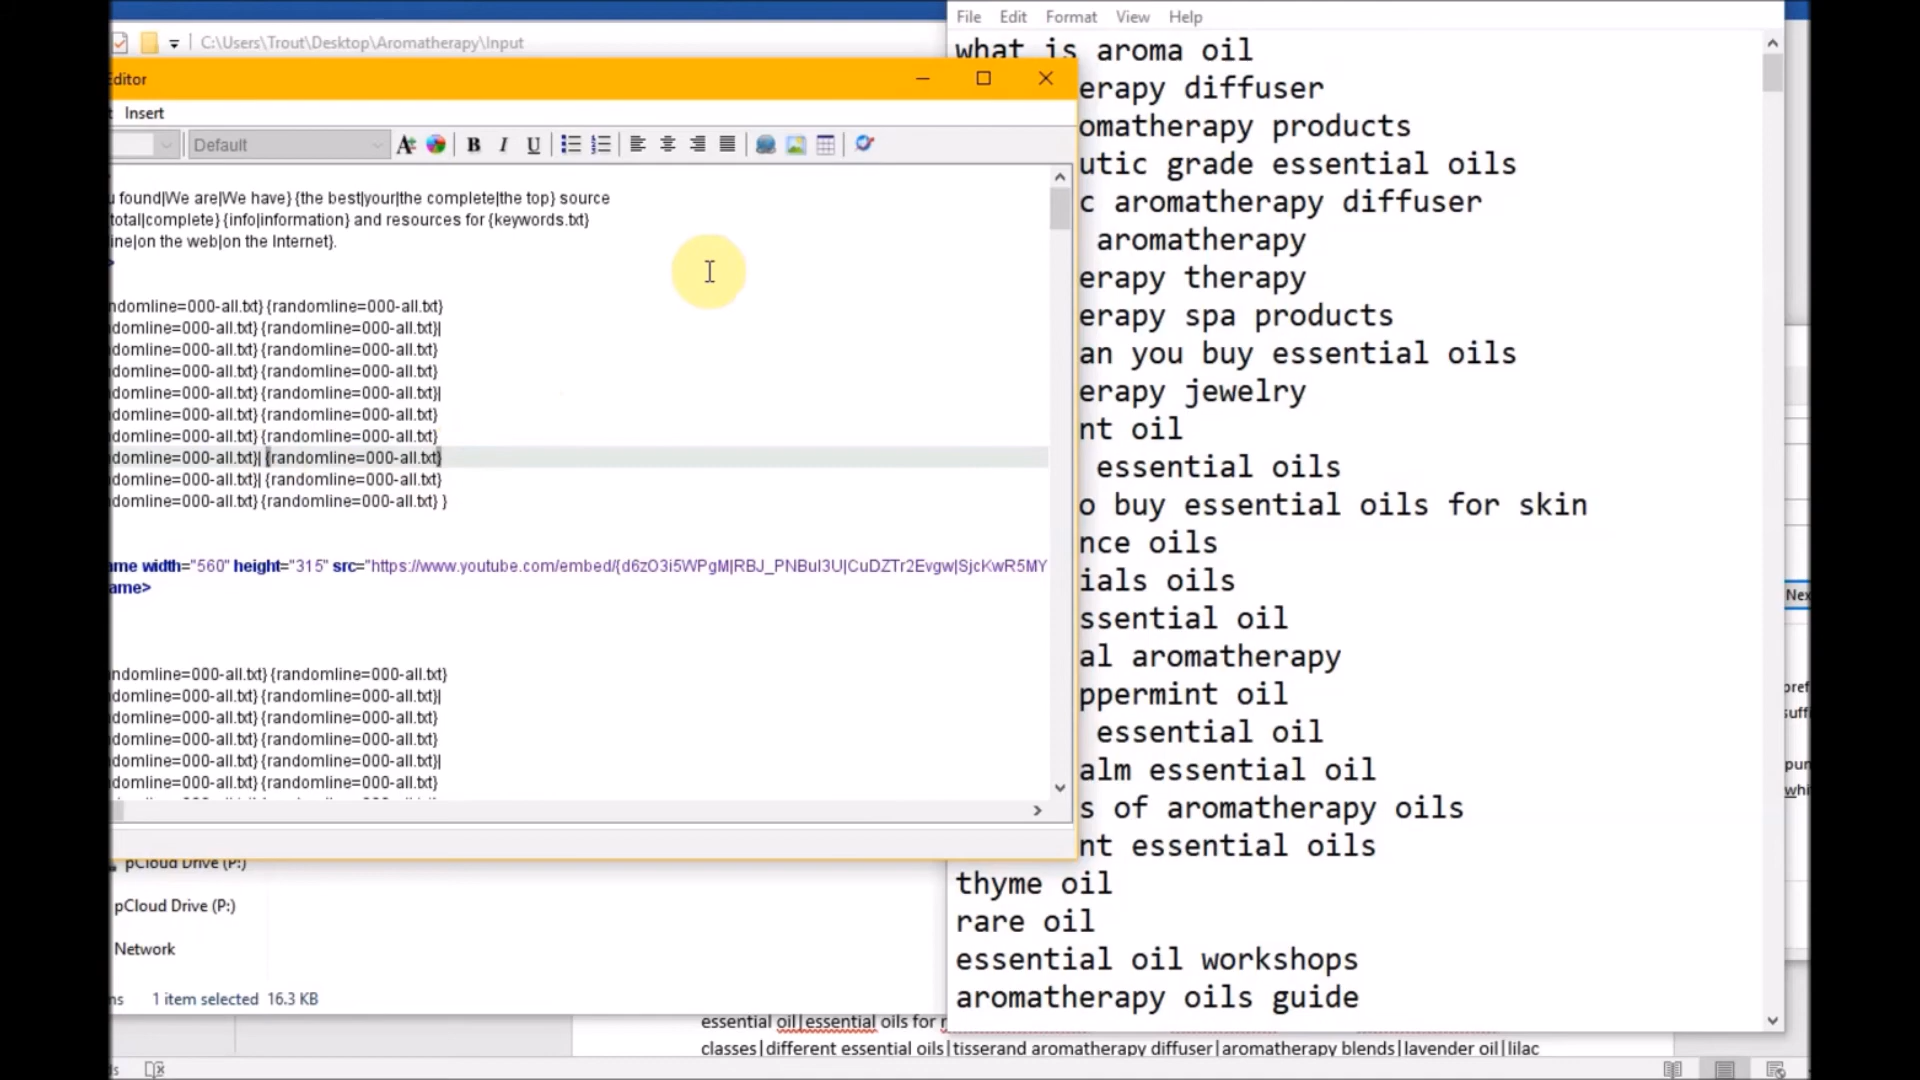 C:\Users\Trout\Desktop\Aromatherapy\Input
Editor
Insert
Default
found|We are|We have} {the best|your|the complete|the top} source
total|complete} {info|information} and resources for {keywords.txt}
ine|on the web|on the Internet}.
>
ndomline=000-all.txt} {randomline=000-all.txt}
domline=000-all.txt} {randomline=000-all.txt}|
domline=000-all.txt} {randomline=000-all.txt}
domline=000-all.txt} {randomline=000-all.txt}
domline=000-all.txt} {randomline=000-all.txt}|
domline=000-all.txt} {randomline=000-all.txt}
domline=000-all.txt} {randomline=000-all.txt}
domline=000-all.txt}| {randomline=000-all.txt}
domline=000-all.txt}| {randomline=000-all.txt}
domline=000-all.txt} {randomline=000-all.txt} }
ame width="560" height="315" src="https://www.youtube.com/embed/{d6zO3i5WPgM|RBJ_PNBuI3U|CuDZTr2Evgw|SjcKwR5MY
ame>
ndomline=000-all.txt} {randomline=000-all.txt}
domline=000-all.txt} {randomline=000-all.txt}|
domline=000-all.txt} {randomline=000-all.txt}
domline=000-all.txt} {randomline=000-all.txt}
domline=000-all.txt} {randomline=000-all.txt}|
domline=000-all.txt} {randomline=000-all.txt}
pCloud Drive (P:)
pCloud Drive (P:)
Network
ns 1 item selected 16.3 KB
File Edit Format View Help
what is aroma oil
erapy diffuser
omatherapy products
utic grade essential oils
c aromatherapy diffuser
aromatherapy
erapy therapy
erapy spa products
an you buy essential oils
erapy jewelry
nt oil
essential oils
o buy essential oils for skin
nce oils
ials oils
ssential oil
al aromatherapy
ppermint oil
essential oil
alm essential oil
s of aromatherapy oils
nt essential oils
thyme oil
rare oil
essential oil workshops
aromatherapy oils guide
Nex
pref
suffi
pun
whi
essential oil|essential oils for
classes|different essential oils|tisserand aromatherapy diffuser|aromatherapy blends|lavender oil|lilac